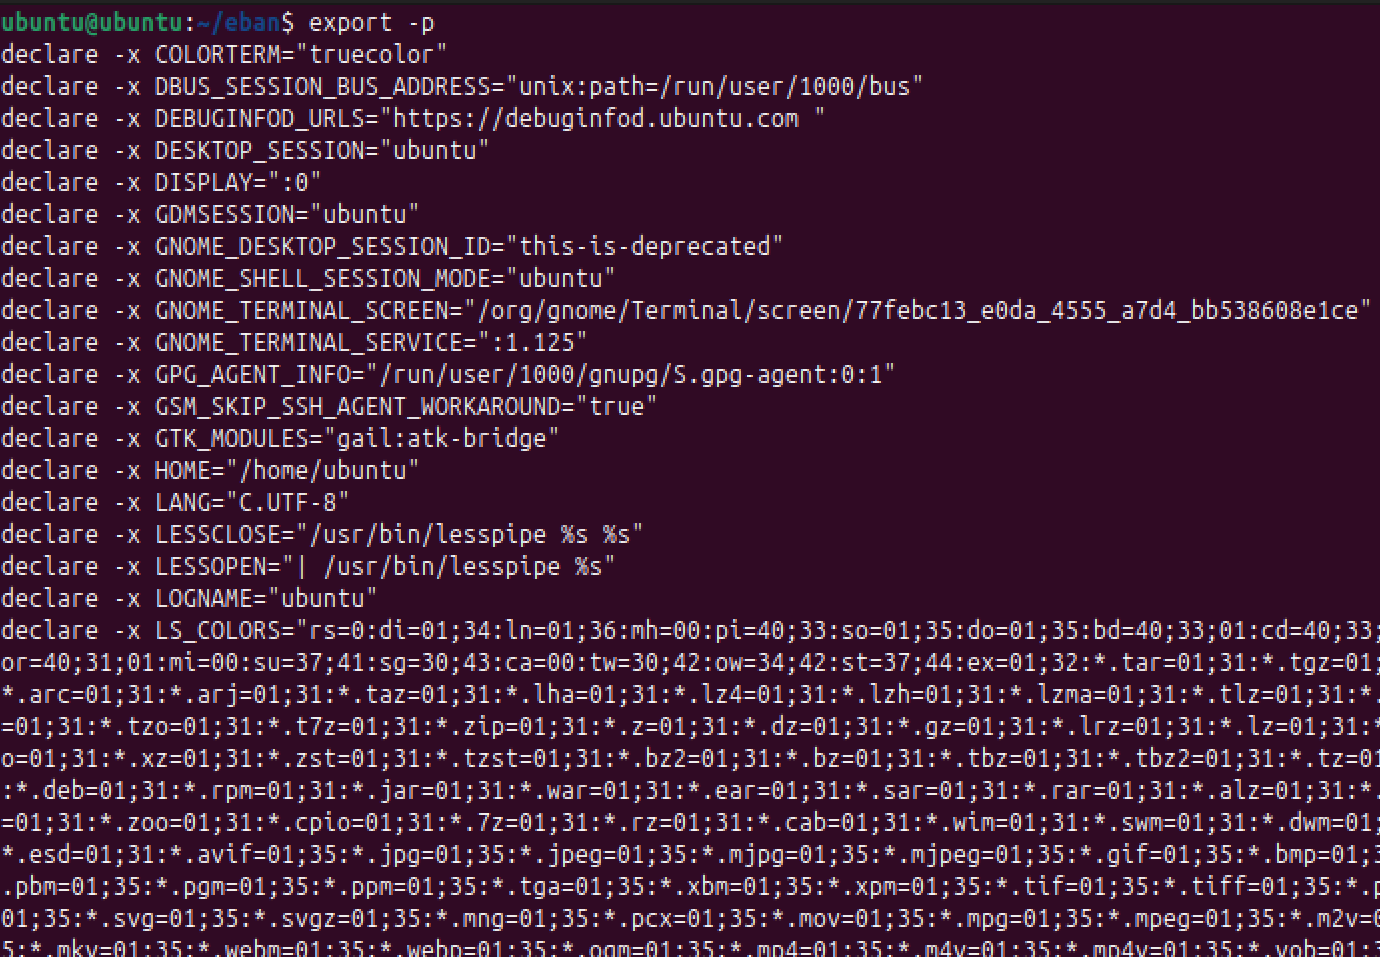 ubuntu@ubuntu:~/eban$ export -p
declare -x COLORTERM="truecolor"
declare -x DBUS_SESSION_BUS_ADDRESS="unix:path=/run/user/1000/bus"
declare -x DEBUGINFOD_URLS="https://debuginfod.ubuntu.com "
declare -x DESKTOP_SESSION="ubuntu"
declare -x DISPLAY=":0"
declare -x GDMSESSION="ubuntu"
declare -x GNOME_DESKTOP_SESSION_ID="this-is-deprecated"
declare -x GNOME_SHELL_SESSION_MODE="ubuntu"
declare -x GNOME_TERMINAL_SCREEN="/org/gnome/Terminal/screen/77febc13_e0da_4555_a7d4_bb538608e1ce"
declare -x GNOME_TERMINAL_SERVICE=":1.125"
declare -x GPG_AGENT_INFO="/run/user/1000/gnupg/S.gpg-agent:0:1"
declare -x GSM_SKIP_SSH_AGENT_WORKAROUND="true"
declare -x GTK_MODULES="gail:atk-bridge"
declare -x HOME="/home/ubuntu"
declare -x LANG="C.UTF-8"
declare -x LESSCLOSE="/usr/bin/lesspipe %s %s"
declare -x LESSOPEN="| /usr/bin/lesspipe %s"
declare -x LOGNAME="ubuntu"
declare -x LS_COLORS="rs=0:di=01;34:ln=01;36:mh=00:pi=40;33:so=01;35:do=01;35:bd=40;33;01:cd=40;33;
or=40;31;01:mi=00:su=37;41:sg=30;43:ca=00:tw=30;42:ow=34;42:st=37;44:ex=01;32:*.tar=01;31:*.tgz=01;
*.arc=01;31:*.arj=01;31:*.taz=01;31:*.lha=01;31:*.lz4=01;31:*.lzh=01;31:*.lzma=01;31:*.tlz=01;31:*.
=01;31:*.tzo=01;31:*.t7z=01;31:*.zip=01;31:*.z=01;31:*.dz=01;31:*.gz=01;31:*.lrz=01;31:*.lz=01;31:*
o=01;31:*.xz=01;31:*.zst=01;31:*.tzst=01;31:*.bz2=01;31:*.bz=01;31:*.tbz=01;31:*.tbz2=01;31:*.tz=01
:*.deb=01;31:*.rpm=01;31:*.jar=01;31:*.war=01;31:*.ear=01;31:*.sar=01;31:*.rar=01;31:*.alz=01;31:*.
=01;31:*.zoo=01;31:*.cpio=01;31:*.7z=01;31:*.rz=01;31:*.cab=01;31:*.wim=01;31:*.swm=01;31:*.dwm=01;
*.esd=01;31:*.avif=01;35:*.jpg=01;35:*.jpeg=01;35:*.mjpg=01;35:*.mjpeg=01;35:*.gif=01;35:*.bmp=01;3
.pbm=01;35:*.pgm=01;35:*.ppm=01;35:*.tga=01;35:*.xbm=01;35:*.xpm=01;35:*.tif=01;35:*.tiff=01;35:*.p
01;35:*.svg=01;35:*.svgz=01;35:*.mng=01;35:*.pcx=01;35:*.mov=01;35:*.mpg=01;35:*.mpeg=01;35:*.m2v=0
5:*.mkv=01:35:*.webm=01:35:*.webp=01:35:*.ogm=01:35:*.mp4=01:35:*.m4v=01:35:*.mp4v=01:35:*.vob=01:3